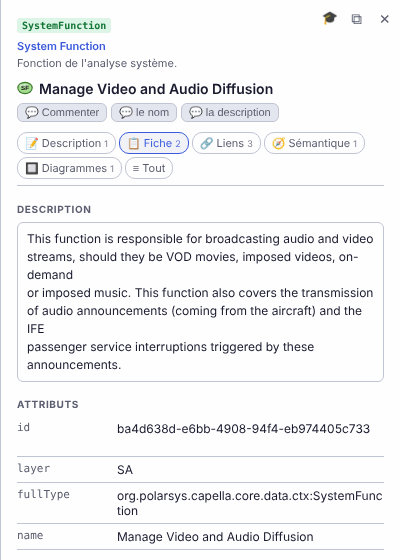 SystemFunction
System Function
Fonction de l'analyse système.
SF Manage Video and Audio Diffusion
Commenter le nom la description
Description 1 Fiche 2 Liens 3 Sémantique 1
Diagrammes 1 ≡ Tout
DESCRIPTION
This function is responsible for broadcasting audio and video
streams, should they be VOD movies, imposed videos, on-
demand
or imposed music. This function also covers the transmission
of audio announcements (coming from the aircraft) and the
IFE
passenger service interruptions triggered by these
announcements.
ATTRIBUTS
id ba4d638d-e6bb-4908-94f4-eb974405c733
layer SA
fullType org.polarsys.capella.core.data.ctx:SystemFunc
tion
name Manage Video and Audio Diffusion